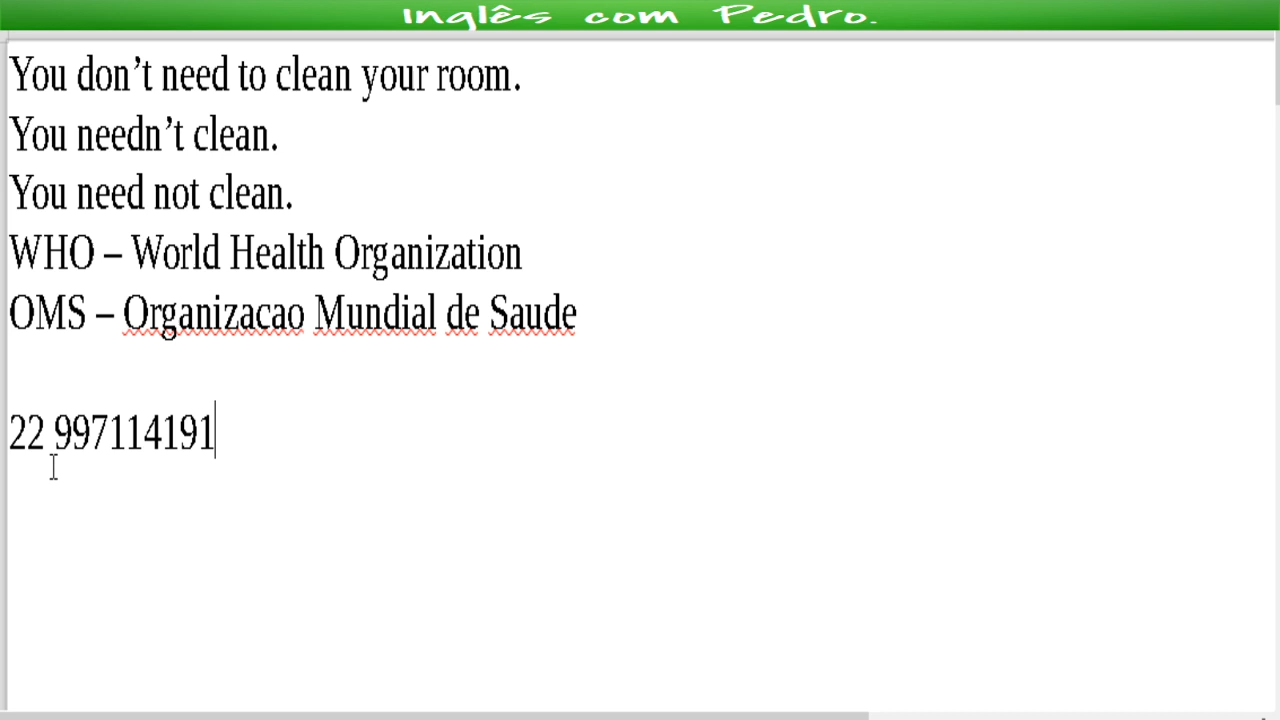 Inglês com Pedro.
You don’t need to clean your room.
You needn’t clean.
You need not clean.
WHO – World Health Organization
OMS – Organizacao Mundial de Saude
22 997114191